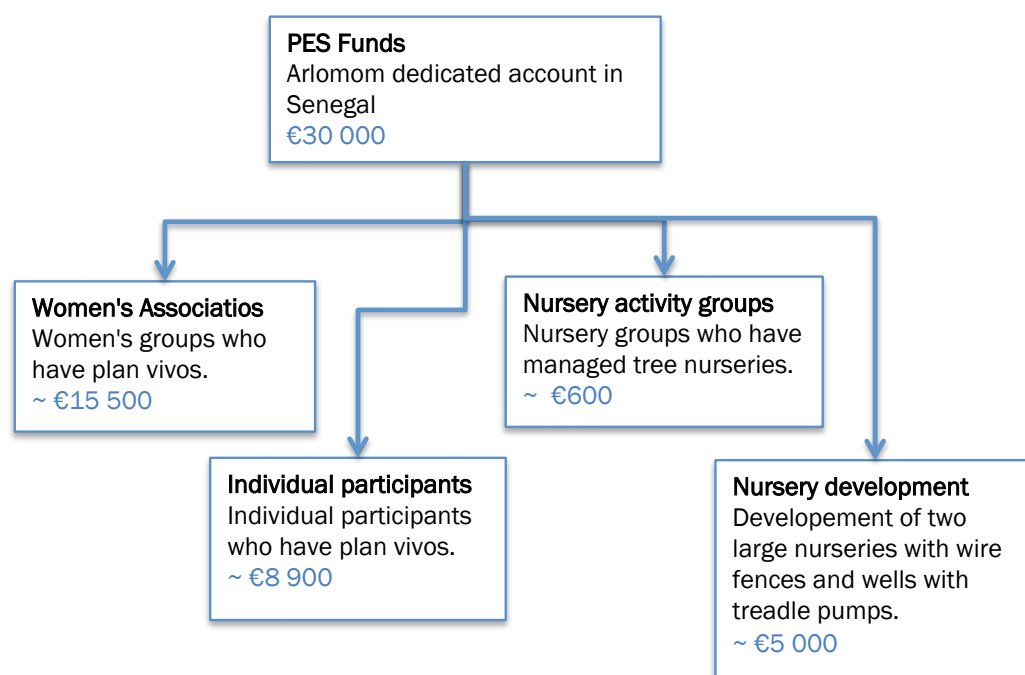 PES Funds
Arlomom dedicated account in
Senegal
€30 000
Women's Associatios
Women's groups who
have plan vivos.
~ €15 500
Nursery activity groups
Nursery groups who have
managed tree nurseries.
~ €600
Individual participants
Individual participants
who have plan vivos.
~ €8 900
Nursery development
Developement of two
large nurseries with wire
fences and wells with
treadle pumps.
~ €5 000